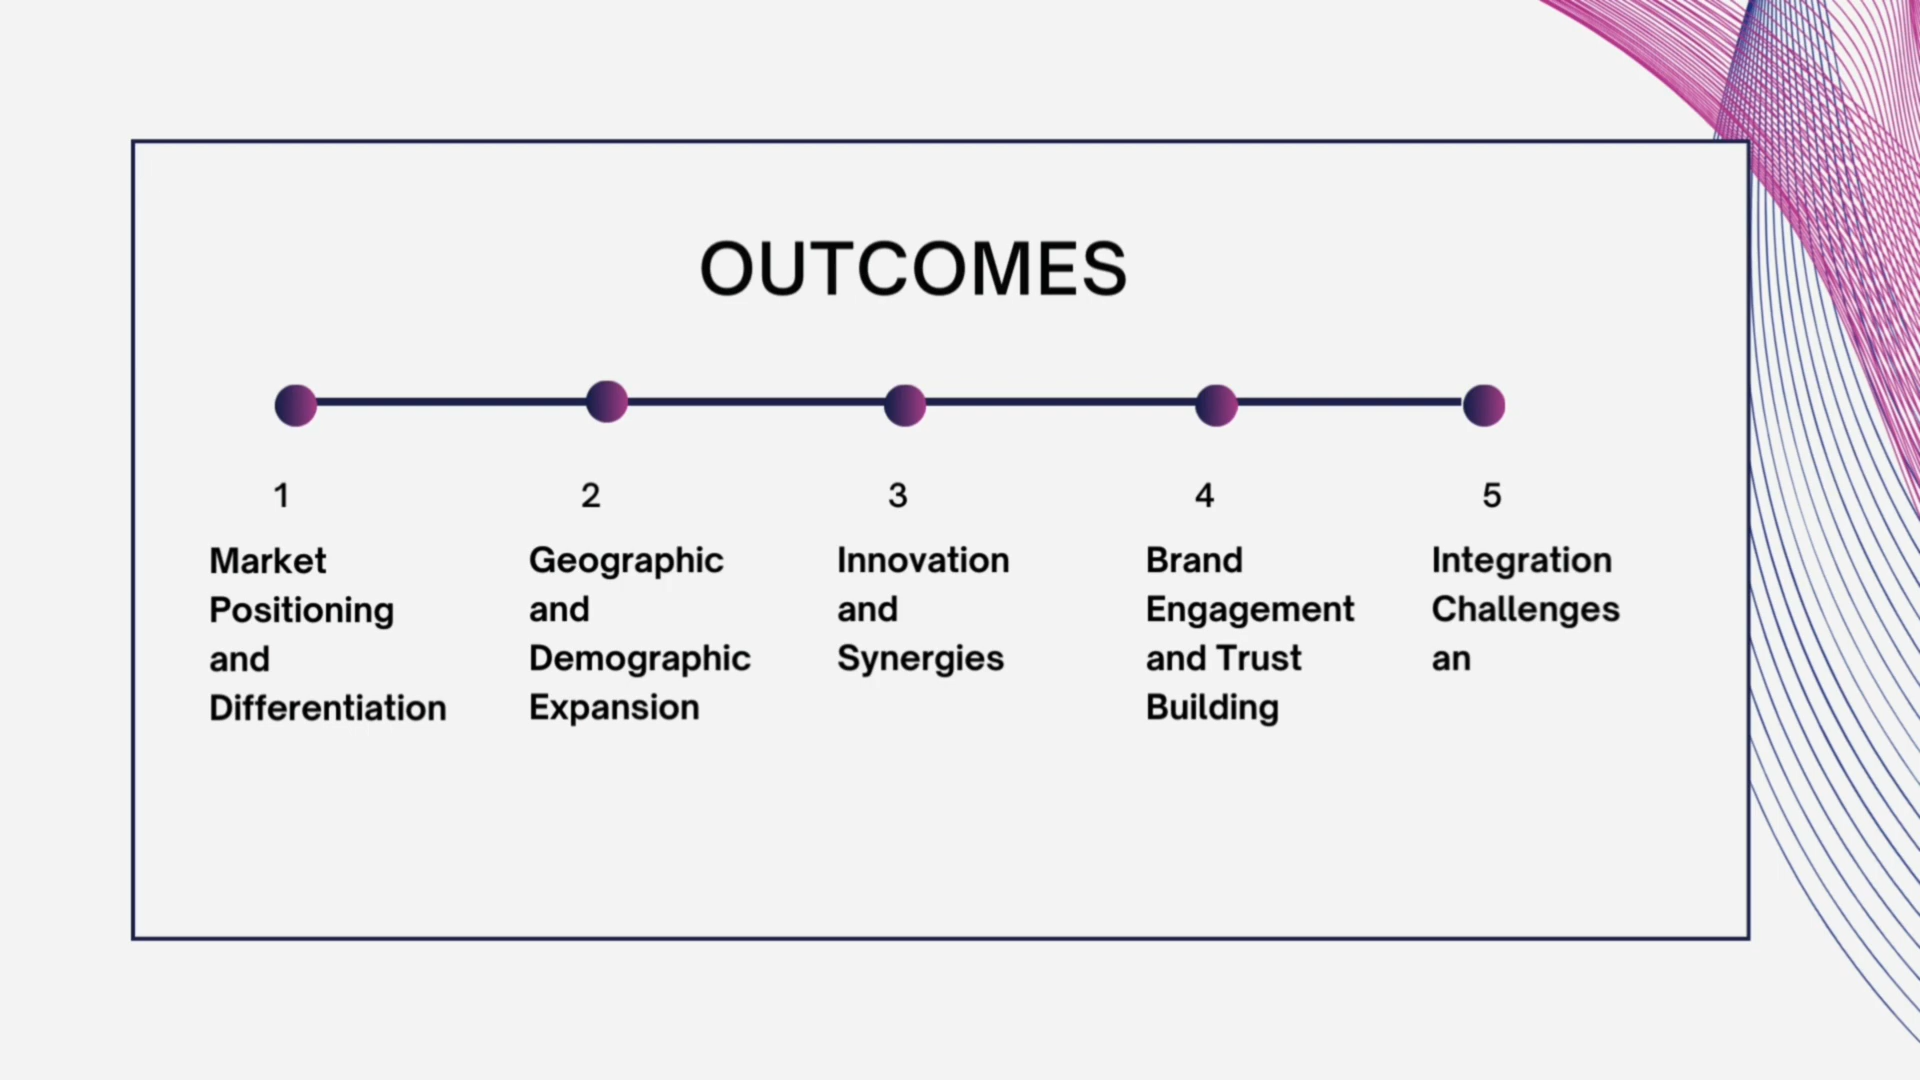 OUTCOMES
1
Market
Positioning
and
Differentiation
2
Geographic
and
Demographic
Expansion
3
Innovation
and
Synergies
4
Brand
Engagement
and Trust
Building
5
Integration
Challenges
an